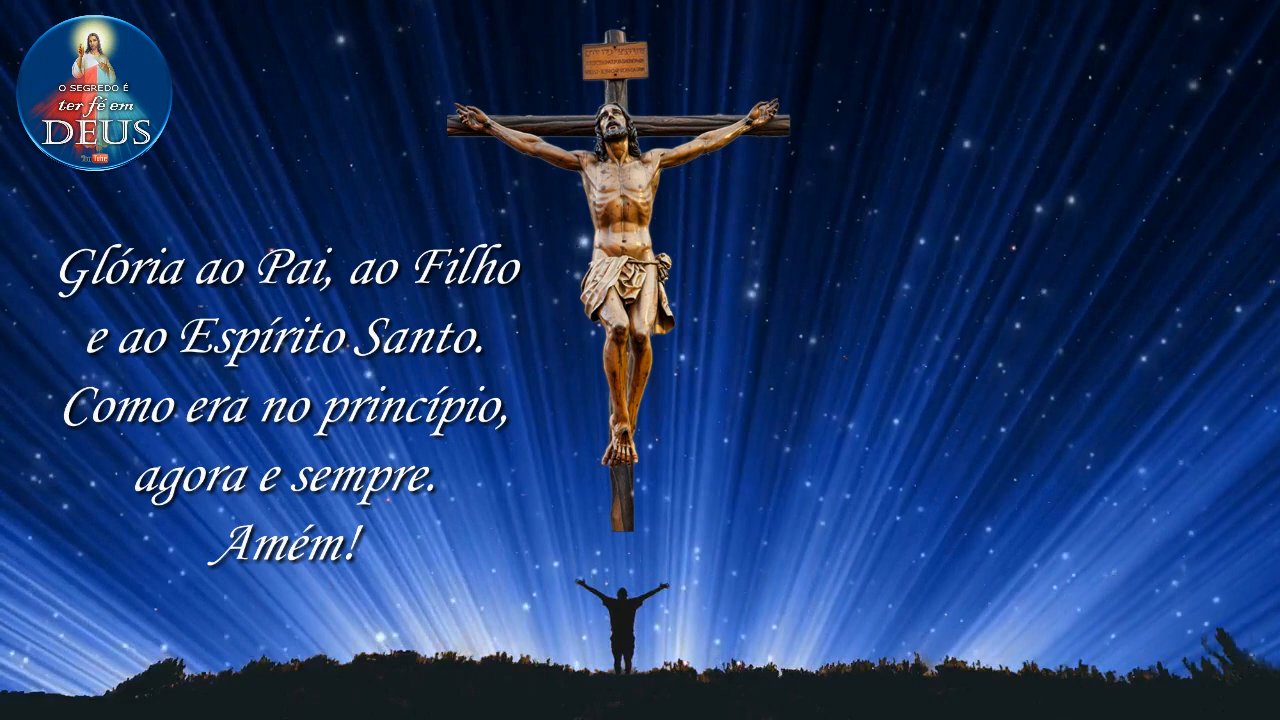 O SEGREDO É
ter fé em
DEUS
Glória ao Pai, ao Filho
e ao Espírito Santo.
Como era no princípio,
agora e sempre.
Amém!